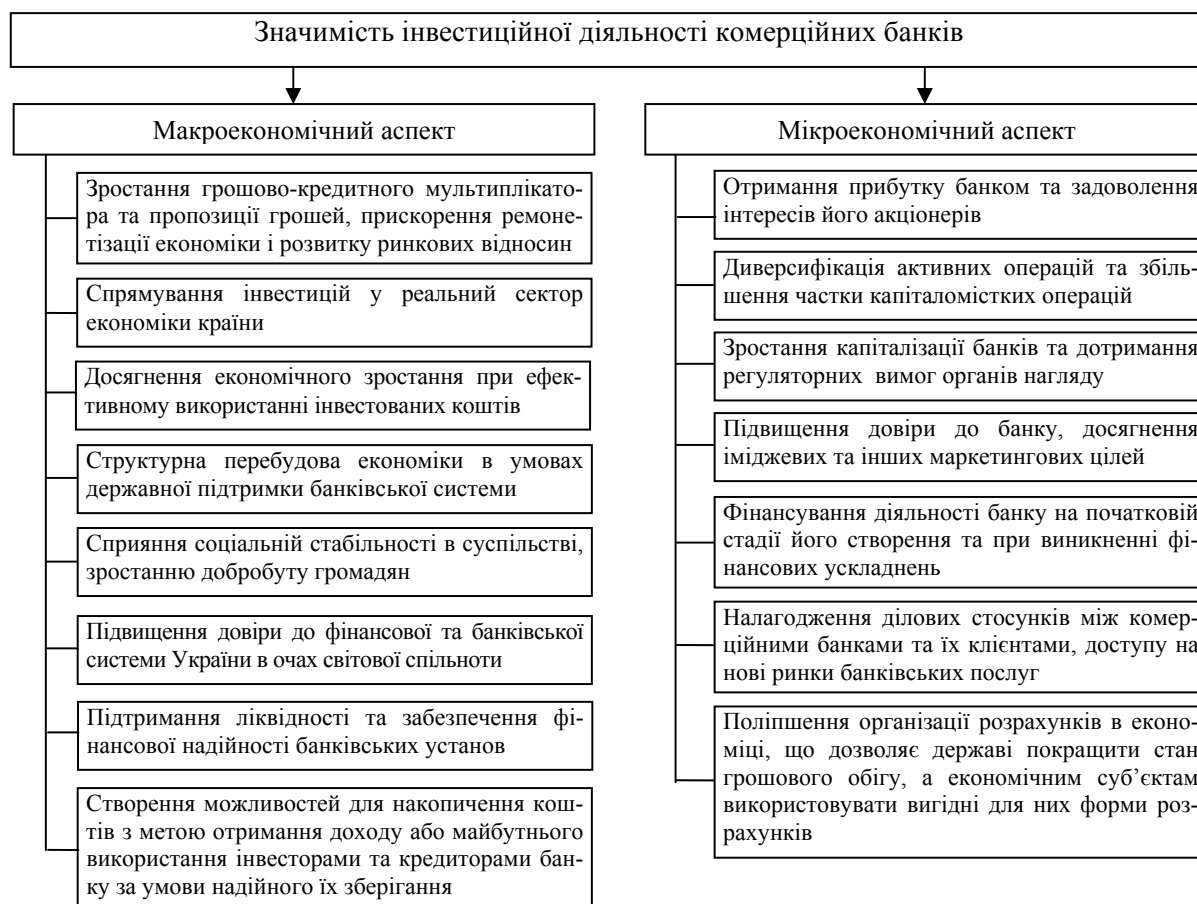 Значимість інвестиційної діяльності комерційних банків
Макроекономічний аспект
Зростання грошово-кредитного мультиплікато-
ра та пропозиції грошей, прискорення ремоне-
тізації економіки і розвитку ринкових відносин
Спрямування інвестицій у реальний сектор
економіки країни
Досягнення економічного зростання при ефек-
тивному використанні інвестованих коштів
Структурна перебудова економіки в умовах
державної підтримки банківської системи
Сприяння соціальній стабільності в суспільстві,
зростанню добробуту громадян
Підвищення довіри до фінансової та банківської
системи України в очах світової спільноти
Підтримання ліквідності та забезпечення фі-
нансової надійності банківських установ
Створення можливостей для накопичення кош-
тів з метою отримання доходу або майбутнього
використання інвесторами та кредиторами бан-
ку за умови надійного їх зберігання
Мікроекономічний аспект
Отримання прибутку банком та задоволення
інтересів його акціонерів
Диверсифікація активних операцій та збіль-
шення частки капіталомістких операцій
Зростання капіталізації банків та дотримання
регуляторних вимог органів нагляду
Підвищення довіри до банку, досягнення
іміджевих та інших маркетингових цілей
Фінансування діяльності банку на початковій
стадії його створення та при виникненні фі-
нансових ускладнень
Налагодження ділових стосунків між комер-
ційними банками та їх клієнтами, доступу на
нові ринки банківських послуг
Поліпшення організації розрахунків в еконо-
міці, що дозволяє державі покращити стан
грошового обігу, а економічним суб’єктам
використовувати вигідні для них форми роз-
рахунків